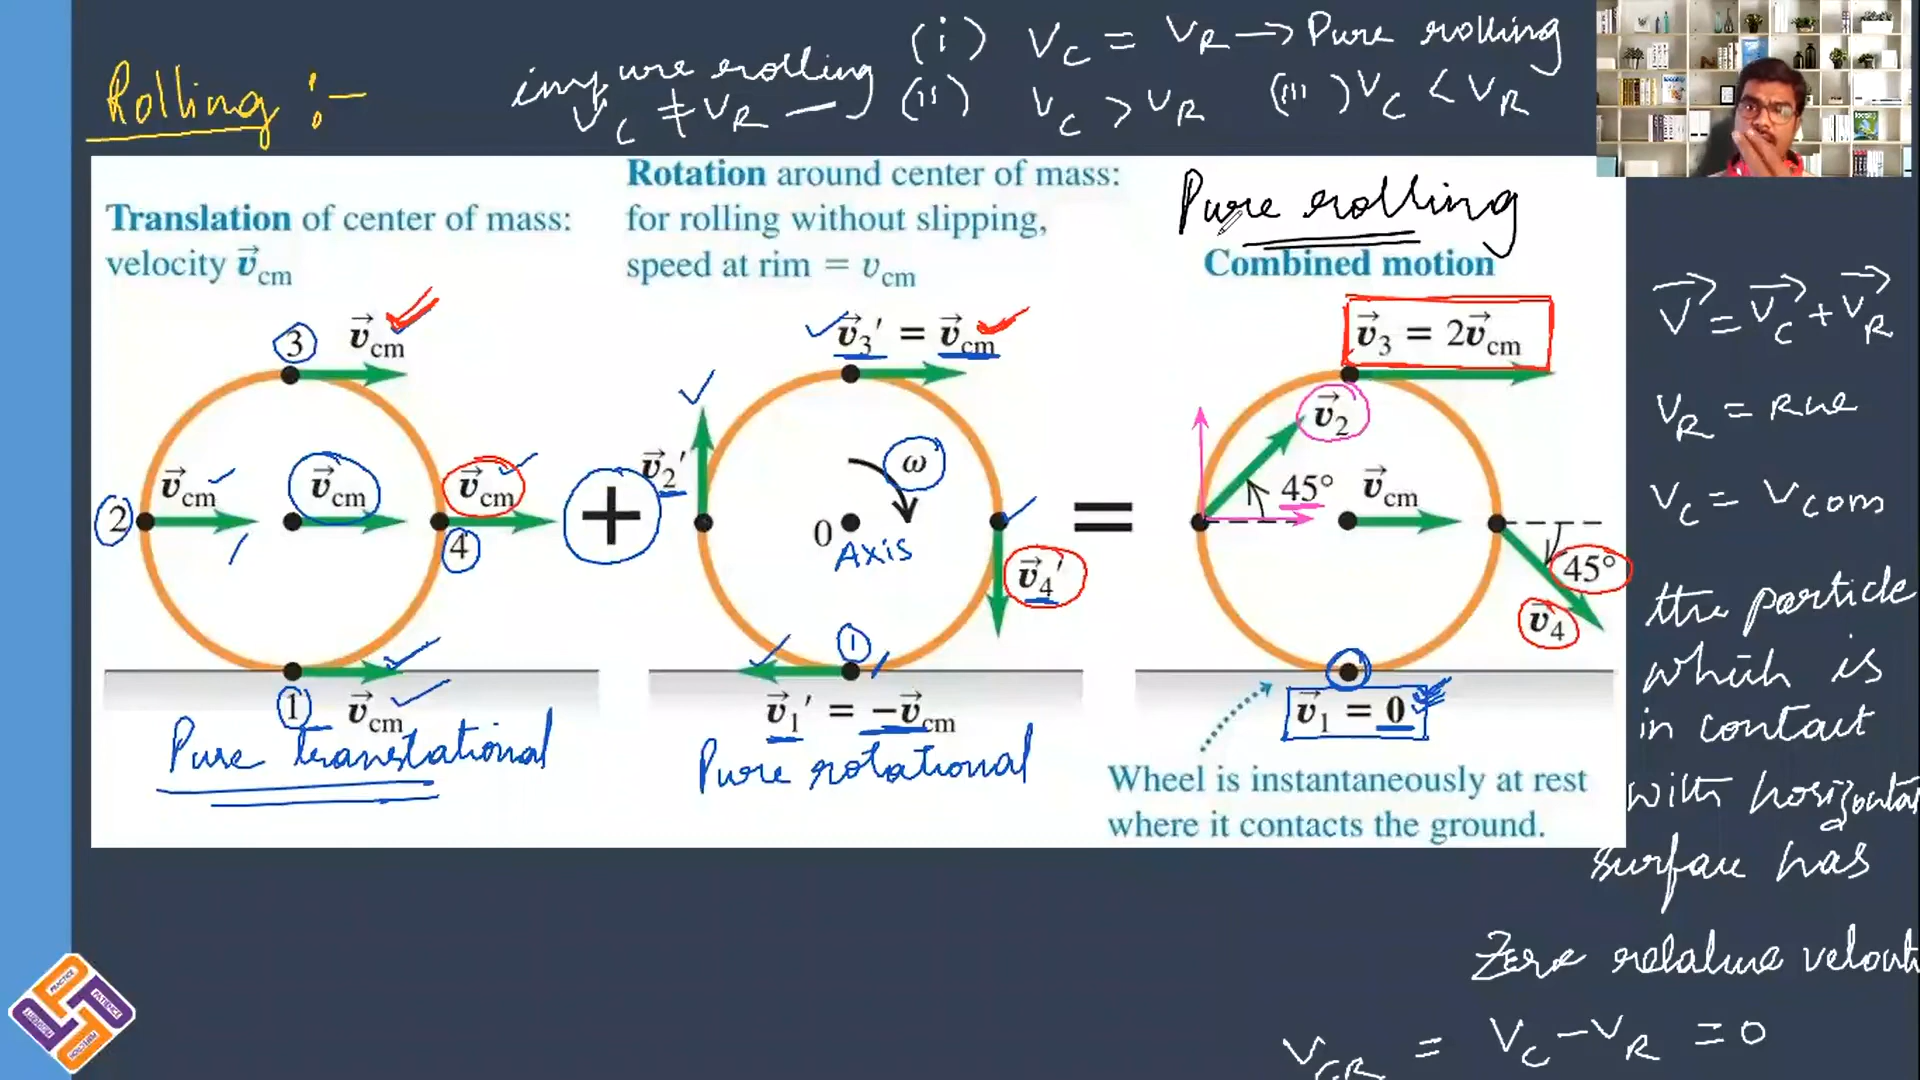 Rolling :-
impure rolling
VC ≠ VR —
(i) VC = VR → Pure rolling
(ii) VC > VR (iii) VC < VR
Translation of center of mass:
velocity v⃗cm
Rotation around center of mass:
for rolling without slipping,
speed at rim = vcm
Pure rolling
Combined motion
3 v⃗cm
v⃗3' = v⃗cm
v⃗3 = 2v⃗cm
2 v⃗cm v⃗cm v⃗cm 4
+
v⃗2' ω
0 Axis
v⃗4'
=
v⃗2
45° v⃗cm
45°
v⃗4
1 v⃗cm
Pure translational
1
v⃗1' = −v⃗cm
Pure rotational
v⃗1 = 0
Wheel is instantaneously at rest
where it contacts the ground.
V⃗ = V⃗C + V⃗R
VR = Rω
VC = Vcom
the particle
which is
in contact
with horizontal
surface has
Zero relative
= VC − VR = 0
PRACTICE
PATIENCE